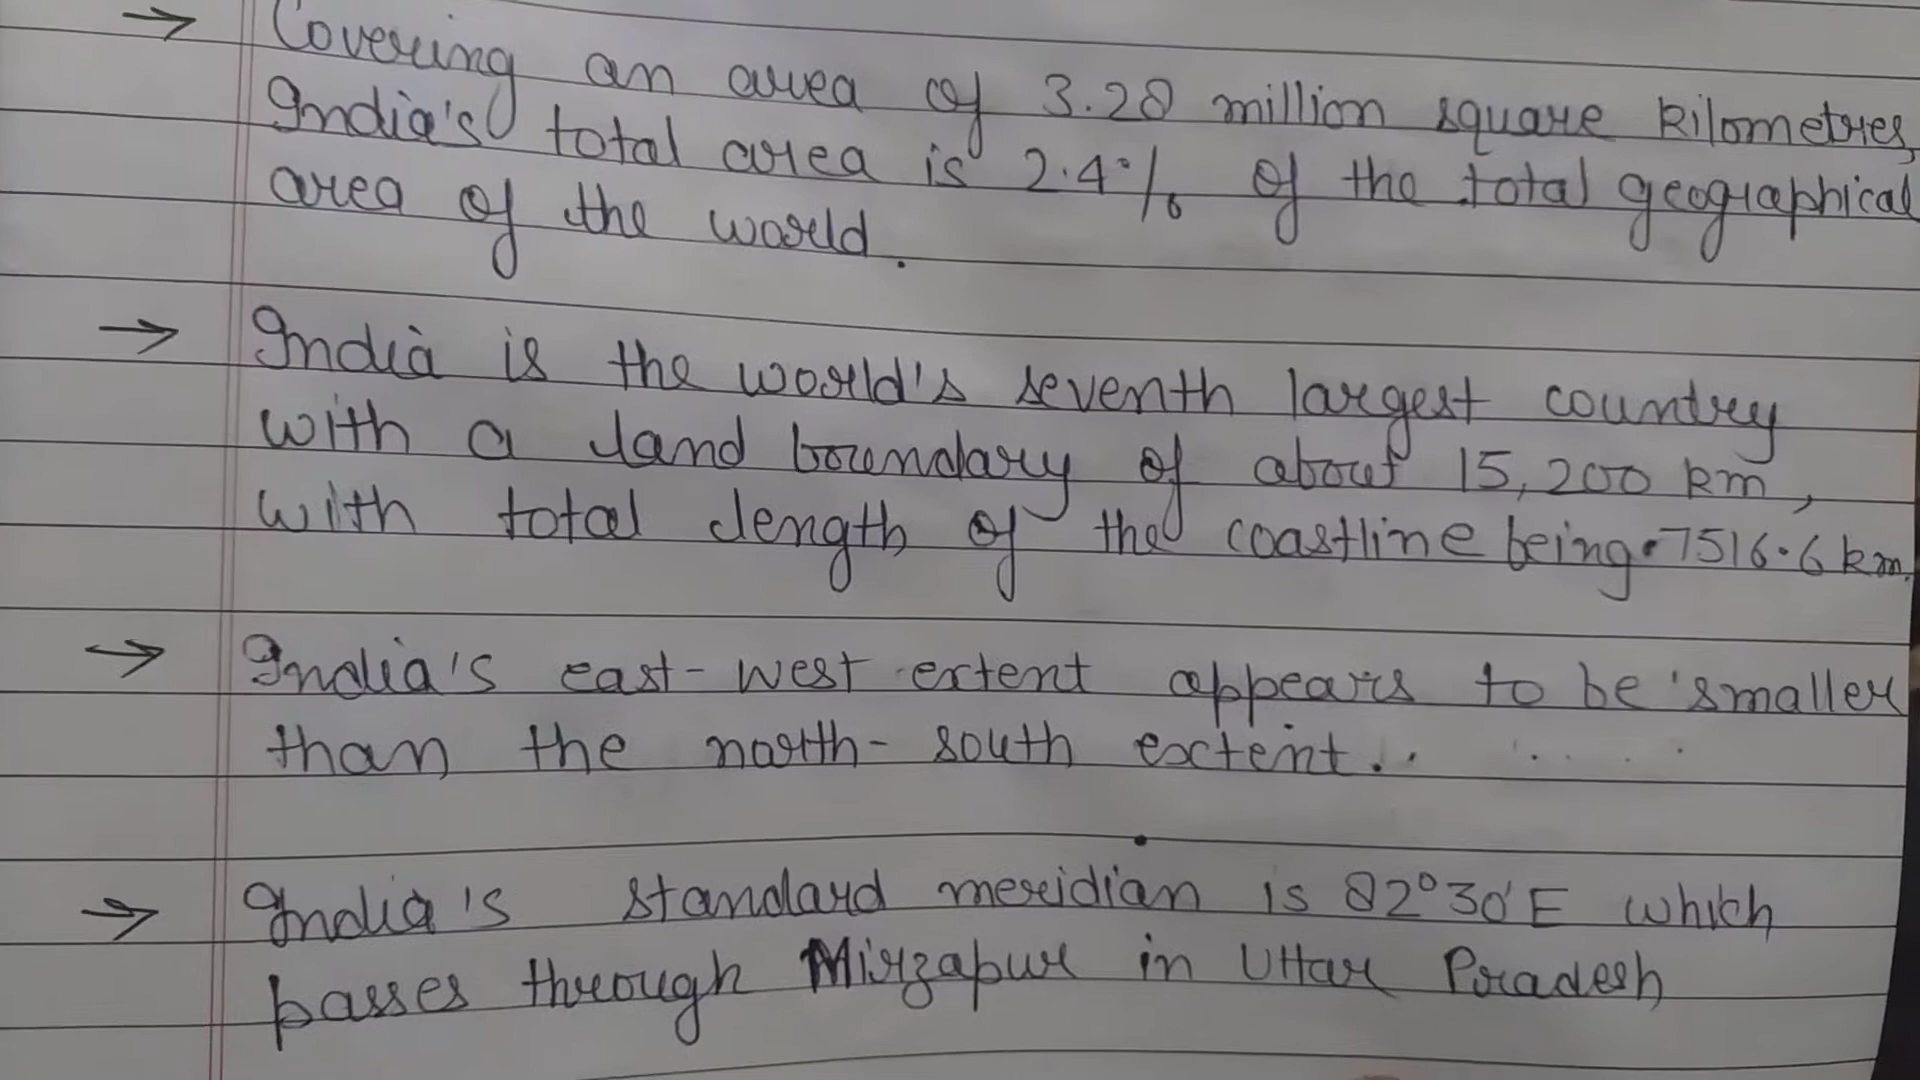 → Covering an area of 3.28 million square kilometres,
India's total area is 2.4% of the total geographical
area of the world.
→ India is the world's seventh largest country
with a land boundary of about 15,200 km,
with total length of the coastline being 7516.6 km.
→ India's east-west extent appears to be smaller
than the north-south extent.
→ India's standard meridian is 82°30'E which
passes through Mirzapur in Uttar Pradesh